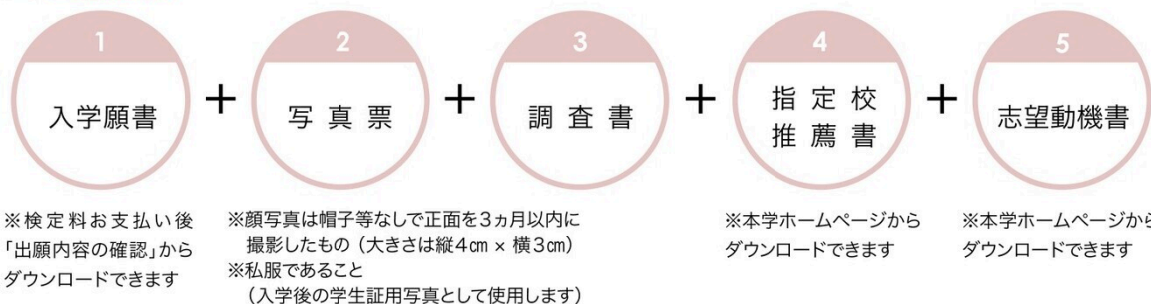 1
入学願書
+
2
写真票
+
3
調査書
+
4
指定校
推薦書
+
5
志望動機書
※検定料お支払い後
「出願内容の確認」から
ダウンロードできます
※顔写真は帽子等なしで正面を3ヵ月以内に
撮影したもの（大きさは縦4㎝ × 横3㎝）
※私服であること
（入学後の学生証用写真として使用します）
※本学ホームページから
ダウンロードできます
※本学ホームページから
ダウンロードできます